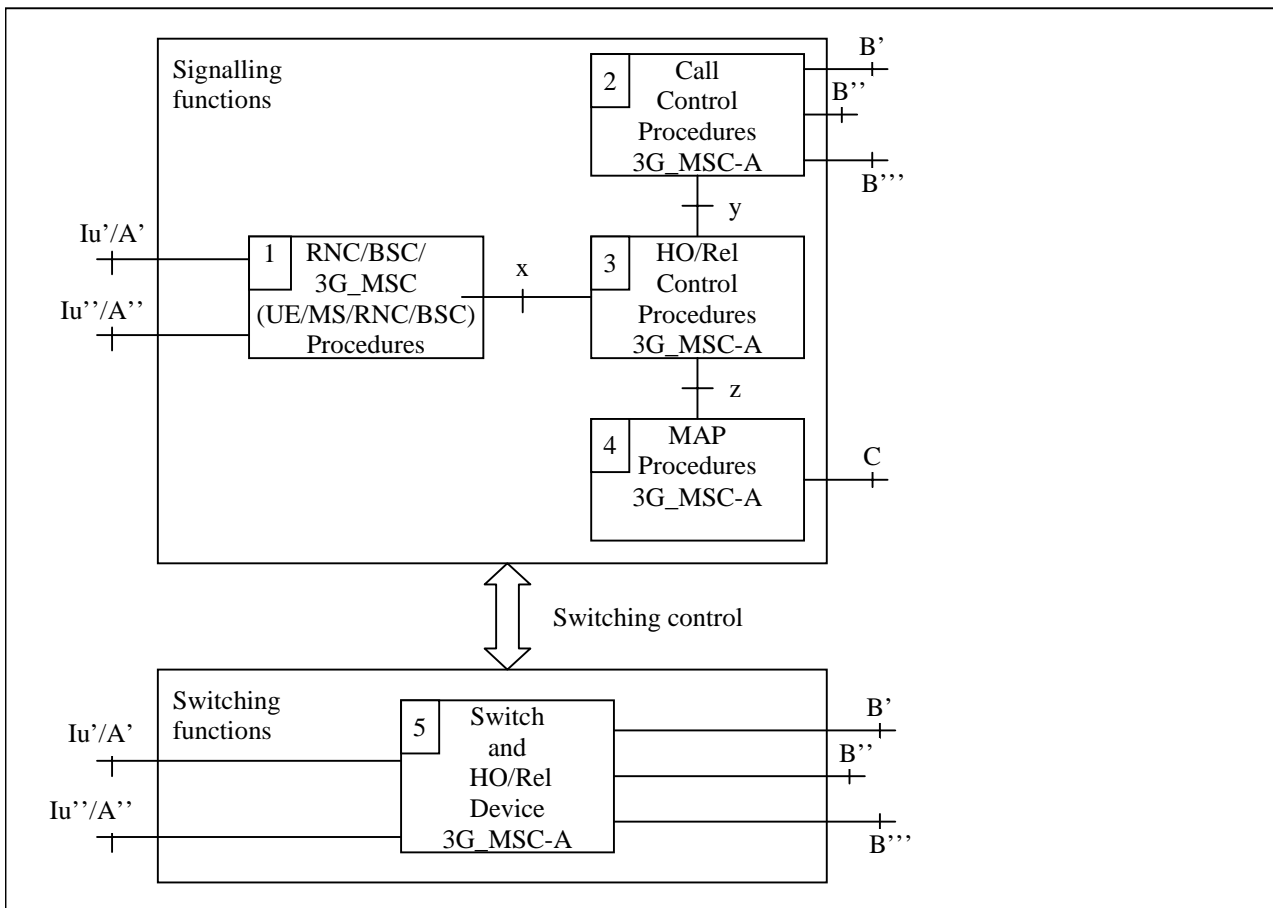 Signalling
functions
2
Call
Control
Procedures
3G_MSC-A
B'
B''
B’’’
y
Iu’/A'
Iu’’/A’’
1
RNC/BSC/
3G_MSC
(UE/MS/RNC/BSC)
Procedures
x
3
HO/Rel
Control
Procedures
3G_MSC-A
z
4
MAP
Procedures
3G_MSC-A
C
Switching control
Switching
functions
Iu’/A'
Iu’’/A’’
5
Switch
and
HO/Rel
Device
3G_MSC-A
B'
B’’
B’’’